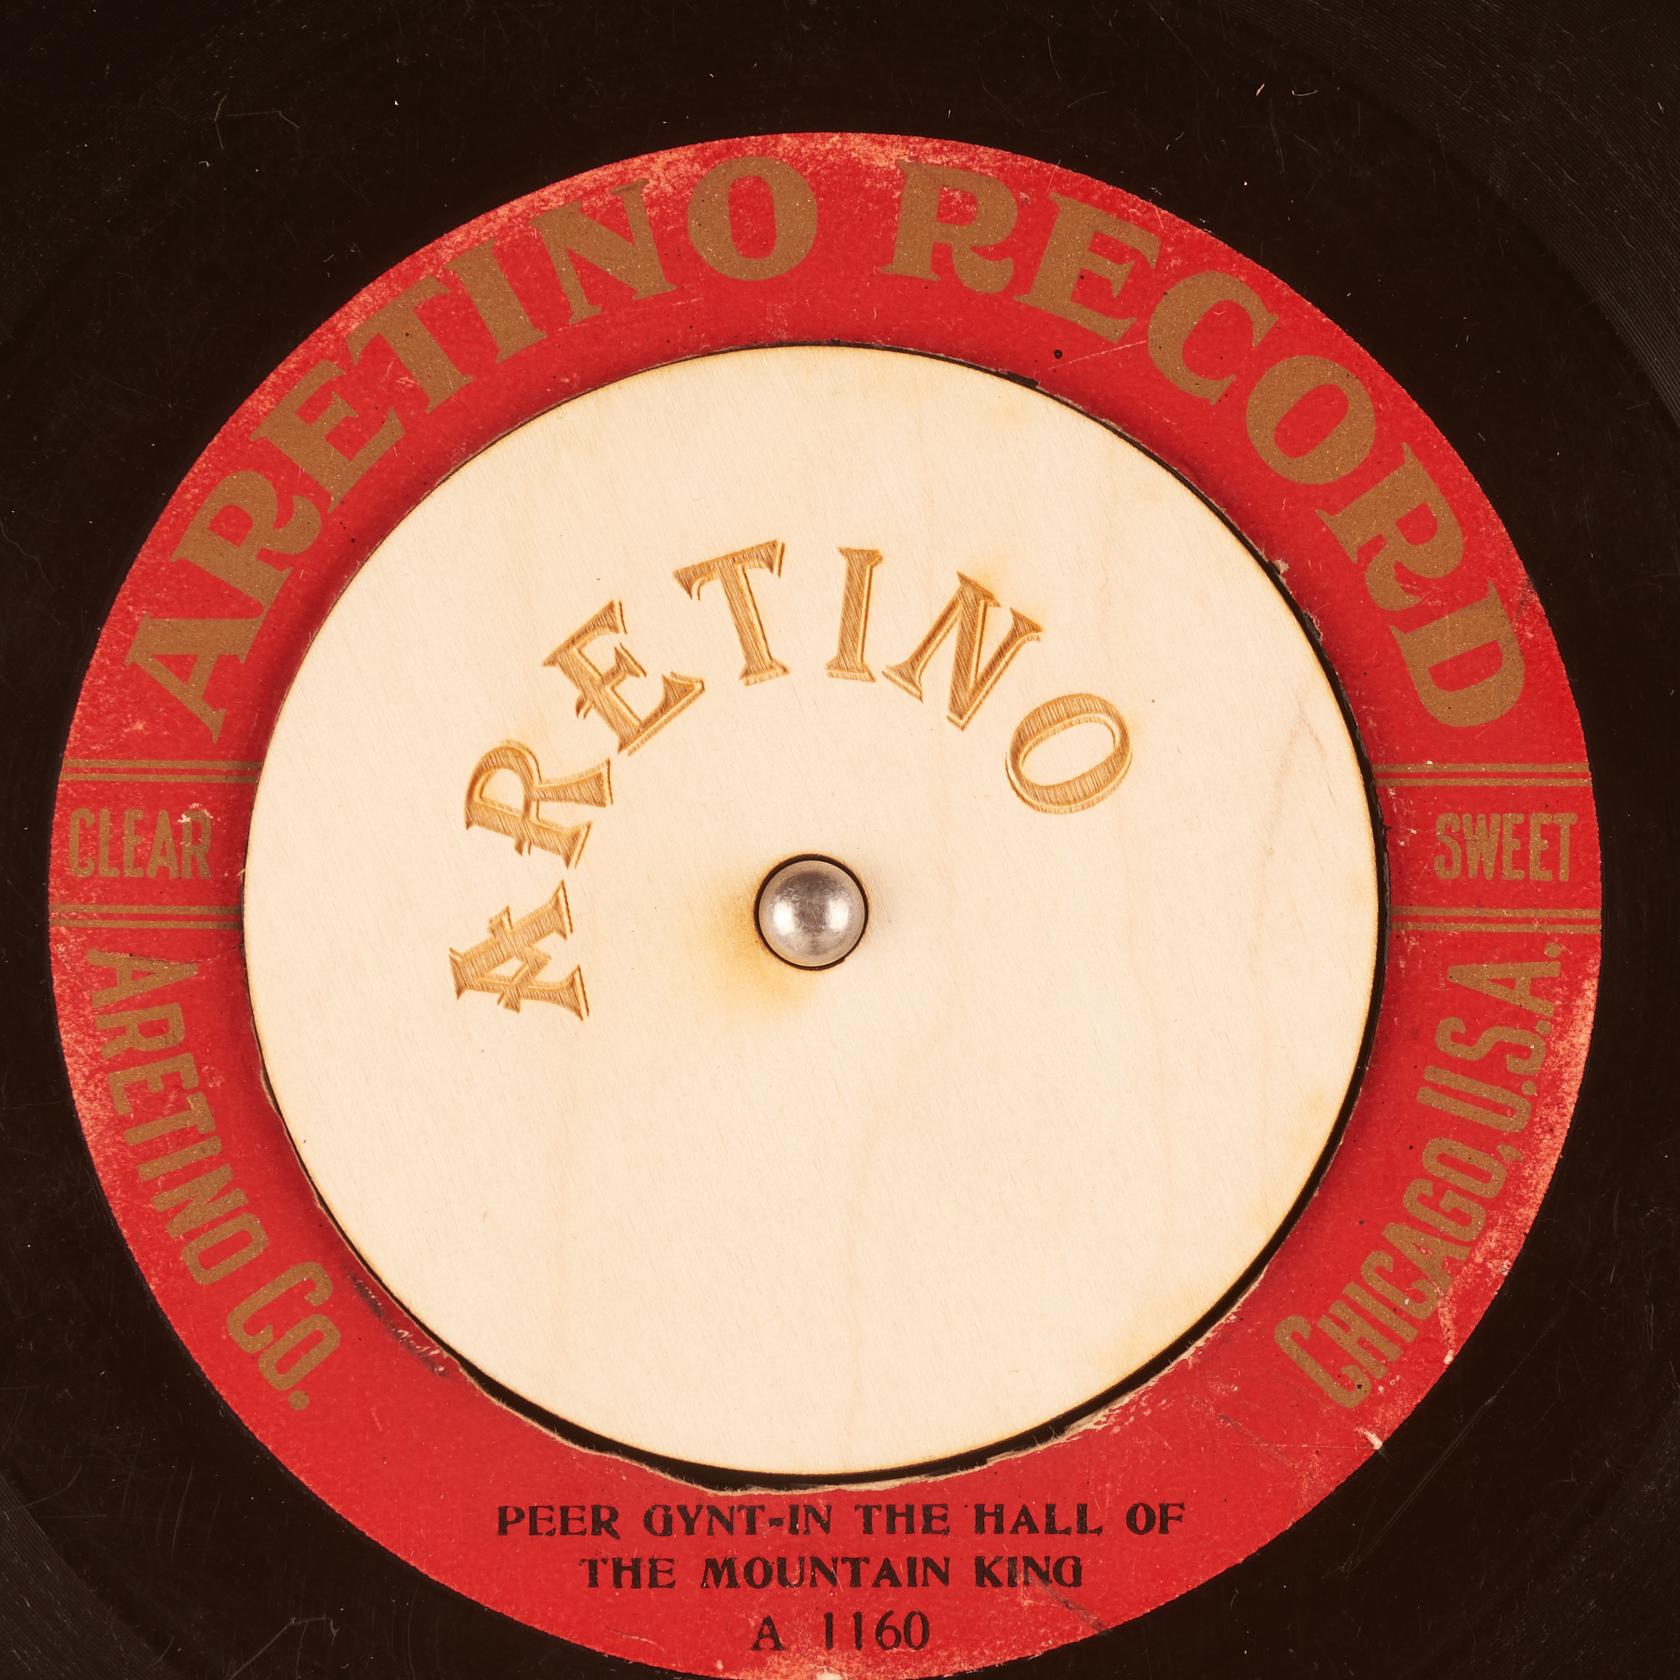 ARETINO RECORD
ARETINO
CLEAR
SWEET
ARETINO CO.
CHICAGO, U.S.A.
PEER GYNT-IN THE HALL OF
THE MOUNTAIN KING
A 1160